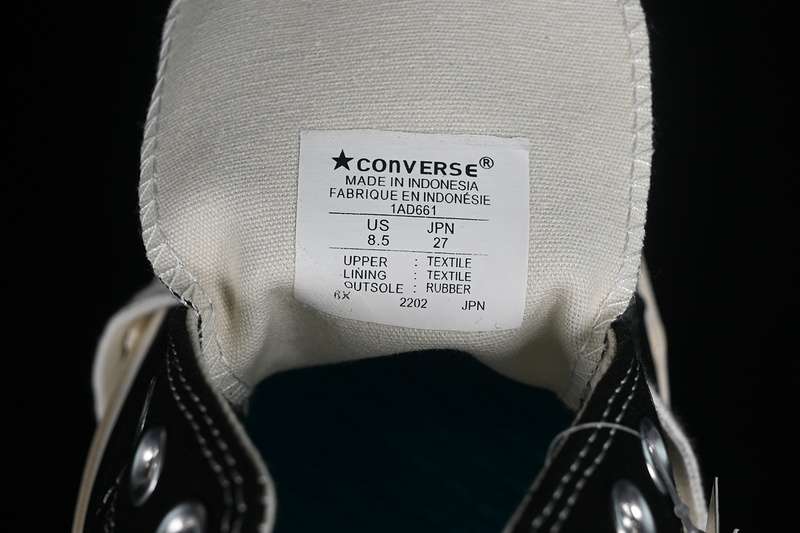 ★CONVERSE®
MADE IN INDONESIA
FABRIQUE EN INDONÉSIE
1AD661
US JPN
8.5 27
UPPER : TEXTILE
LINING : TEXTILE
OUTSOLE : RUBBER
6X 2202 JPN